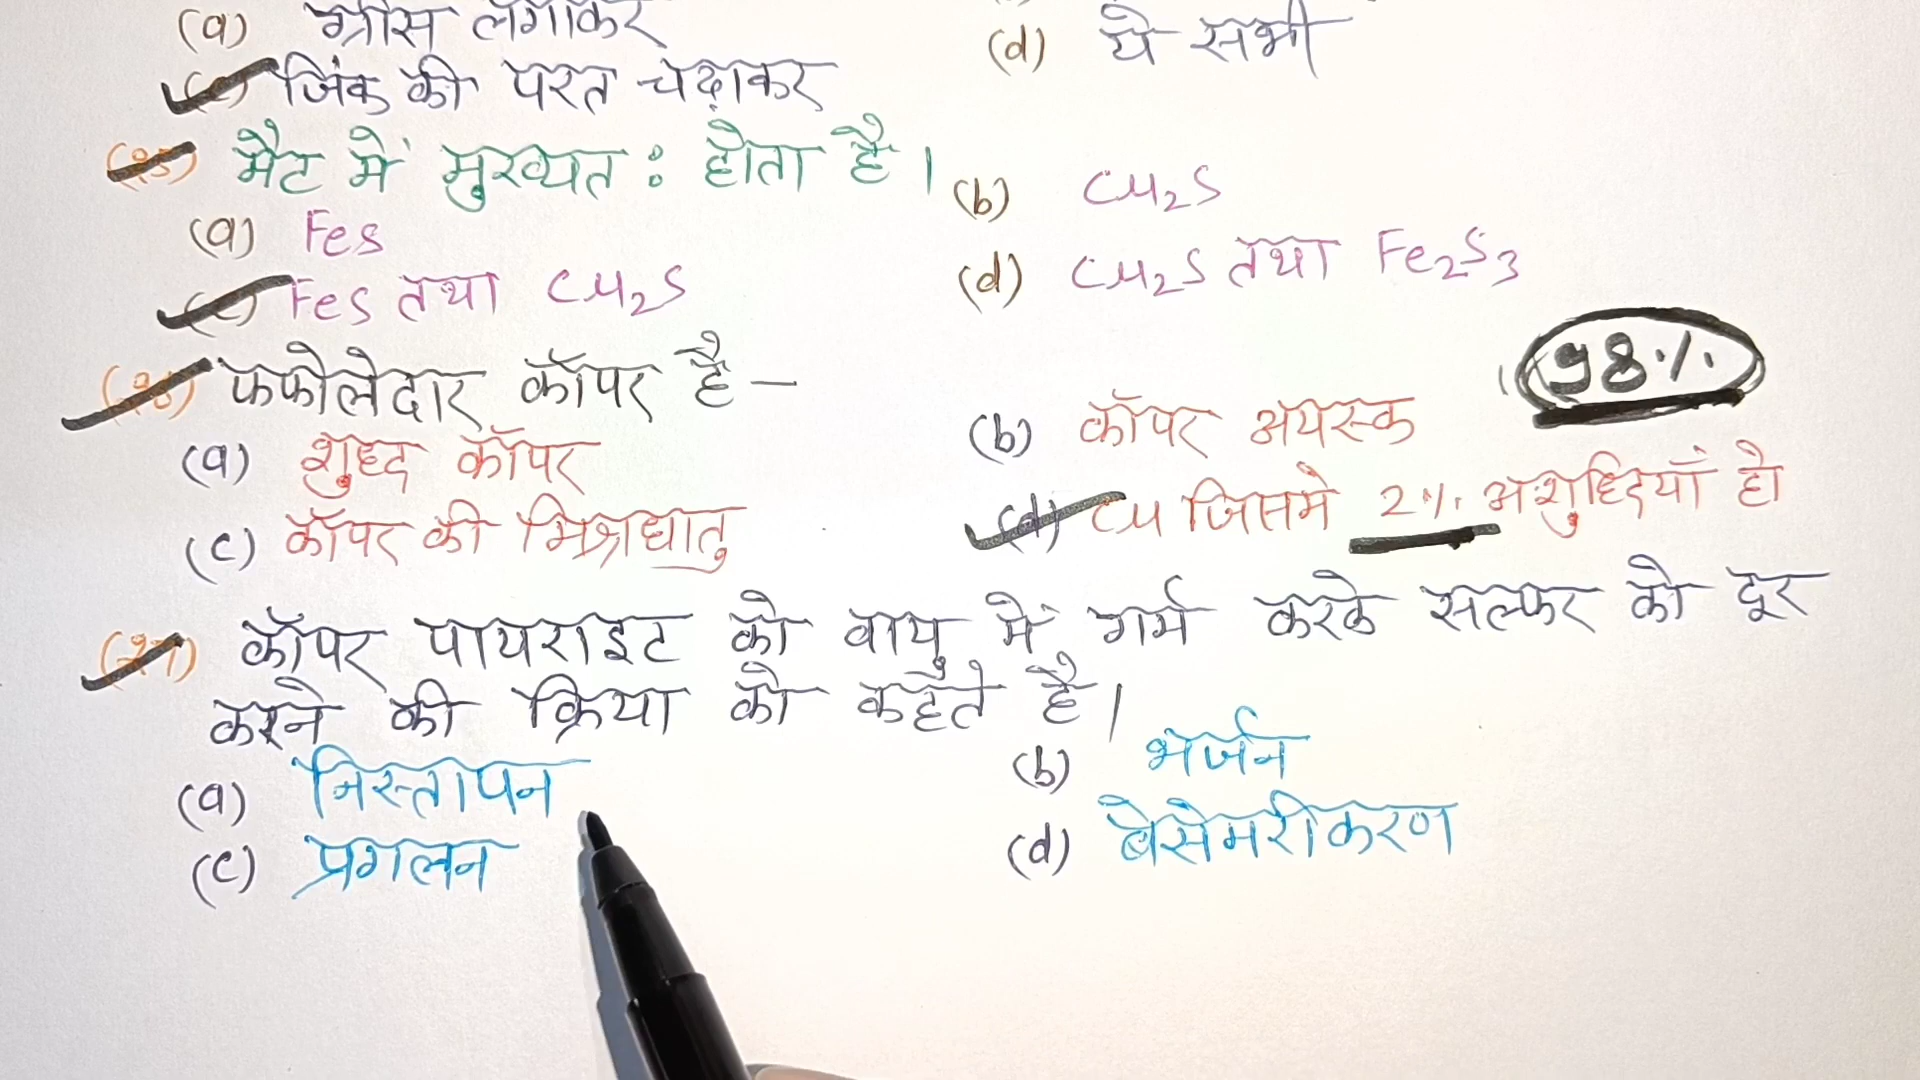 (a) ग्रीस लगाकर
(d) ये सभी
जिंक की परत चढ़ाकर
मैट में मुख्यत: होता है।
(a) FeS
(b) Cu2S
FeS तथा Cu2S
(d) Cu2S तथा Fe2S3
98%
फफोलेदार कॉपर है—
(a) शुध्द कॉपर
(b) कॉपर अयस्क
(c) कॉपर की मिश्रधातु
(d) Cu जिसमे 2% अशुध्दियाँ हो
(27) कॉपर पायराइट को वायु में गर्म करके सल्फर को दूर
करने की क्रिया को कहते है।
(a) निस्तापन
(b) भर्जन
(c) प्रगलन
(d) बेसेमरीकरण